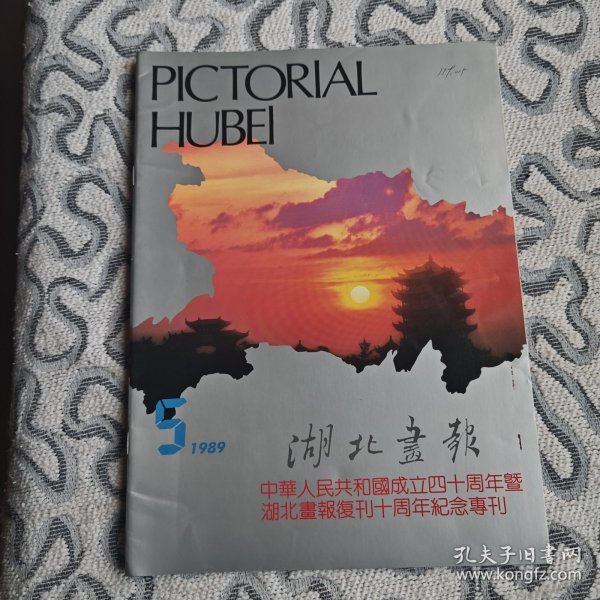 PICTORIAL
HUBEI
5 1989
湖北畫報
中華人民共和國成立四十周年暨
湖北畫報復刊十周年紀念專刊
孔夫子旧书网
www.kongfz.com